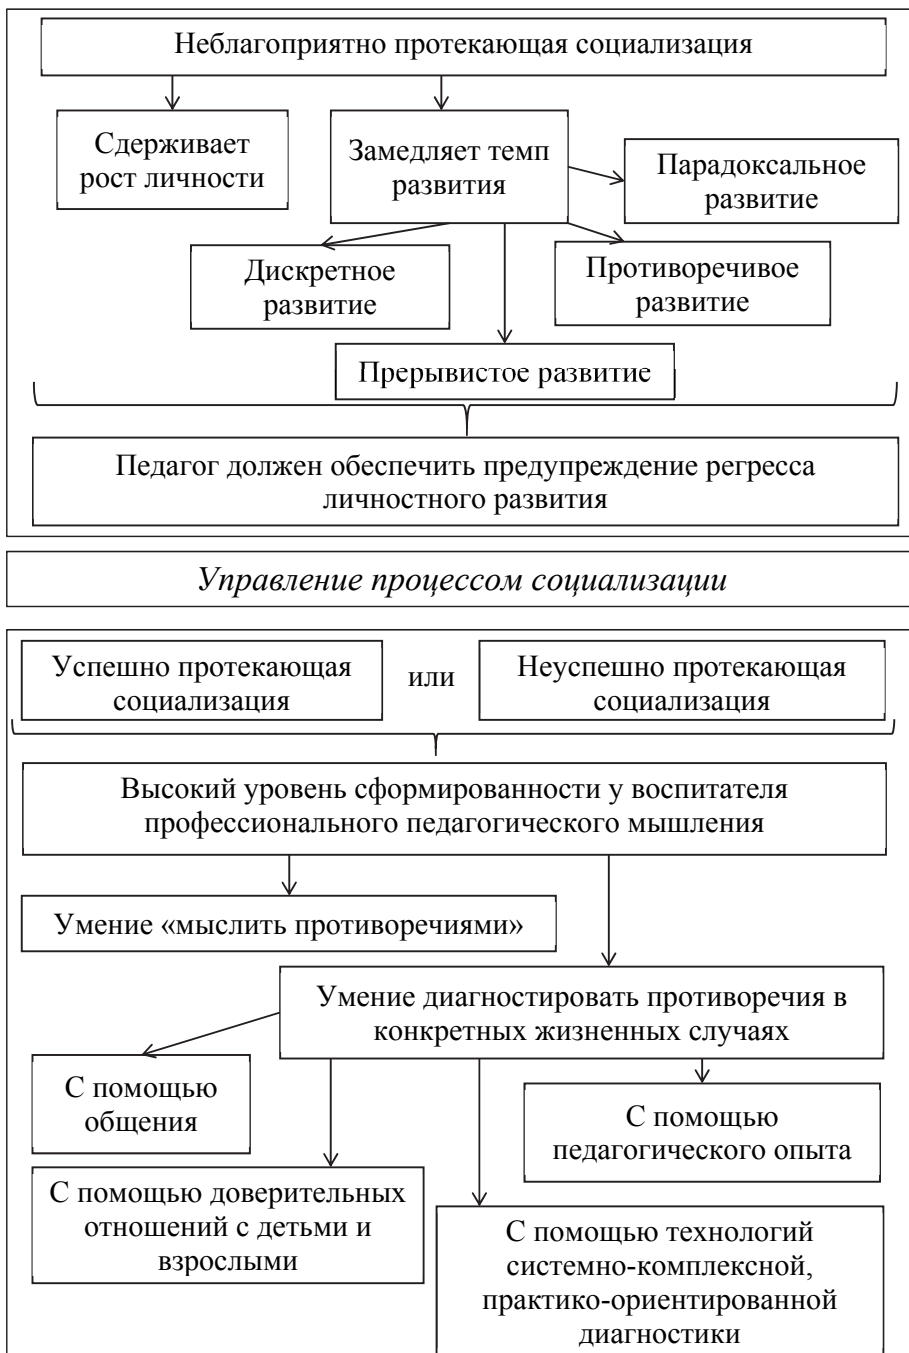 Неблагоприятно протекающая социализация
Сдерживает
рост личности
Замедляет темп
развития
Парадоксальное
развитие
Дискретное
развитие
Противоречивое
развитие
Прерывистое развитие
Педагог должен обеспечить предупреждение регресса
личностного развития
Управление процессом социализации
Успешно протекающая
социализация
или
Неуспешно протекающая
социализация
Высокий уровень сформированности у воспитателя
профессионального педагогического мышления
Умение «мыслить противоречиями»
Умение диагностировать противоречия в
конкретных жизненных случаях
С помощью
общения
С помощью
педагогического опыта
С помощью доверительных
отношений с детьми и
взрослыми
С помощью технологий
системно-комплексной,
практико-ориентированной
диагностики